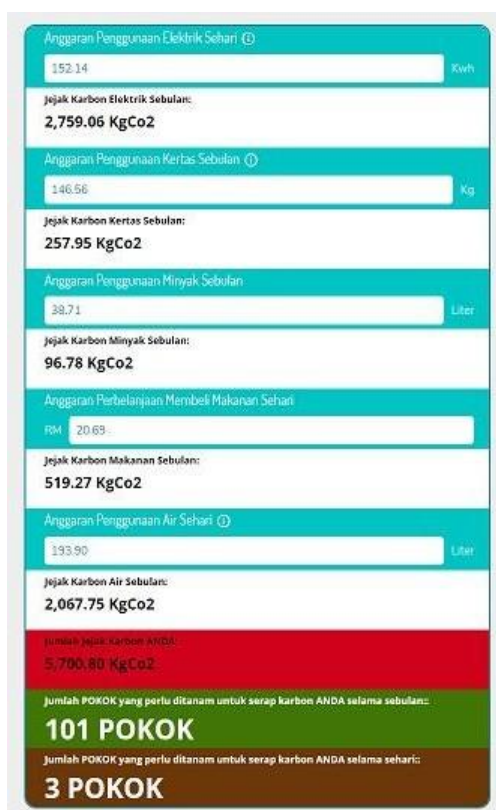 Anggaran Penggunaan Elektrik Sehari
152.14 Kwh
Jejak Karbon Elektrik Sebulan:
2,759.06 KgCo2
Anggaran Penggunaan Kertas Sebulan
146.56 Kg
Jejak Karbon Kertas Sebulan:
257.95 KgCo2
Anggaran Penggunaan Minyak Sebulan
38.71 Liter
Jejak Karbon Minyak Sebulan:
96.78 KgCo2
Anggaran Perbelanjaan Membeli Makanan Sehari
RM 20.69
Jejak Karbon Makanan Sebulan:
519.27 KgCo2
Anggaran Penggunaan Air Sehari
193.90 Liter
Jejak Karbon Air Sebulan:
2,067.75 KgCo2
Jumlah Jejak Karbon ANDA:
5,700.80 KgCo2
Jumlah POKOK yang perlu ditanam untuk serap karbon ANDA selama sebulan::
101 POKOK
Jumlah POKOK yang perlu ditanam untuk serap karbon ANDA selama sehari::
3 POKOK